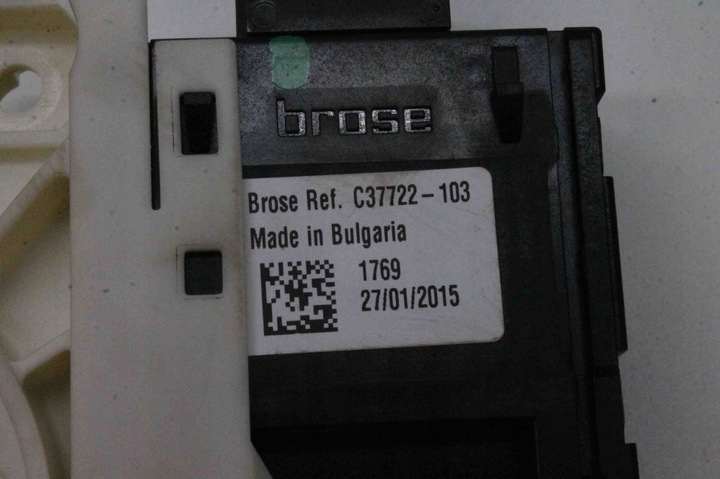 brose
Brose Ref. C37722-103
Made in Bulgaria
1769
27/01/2015